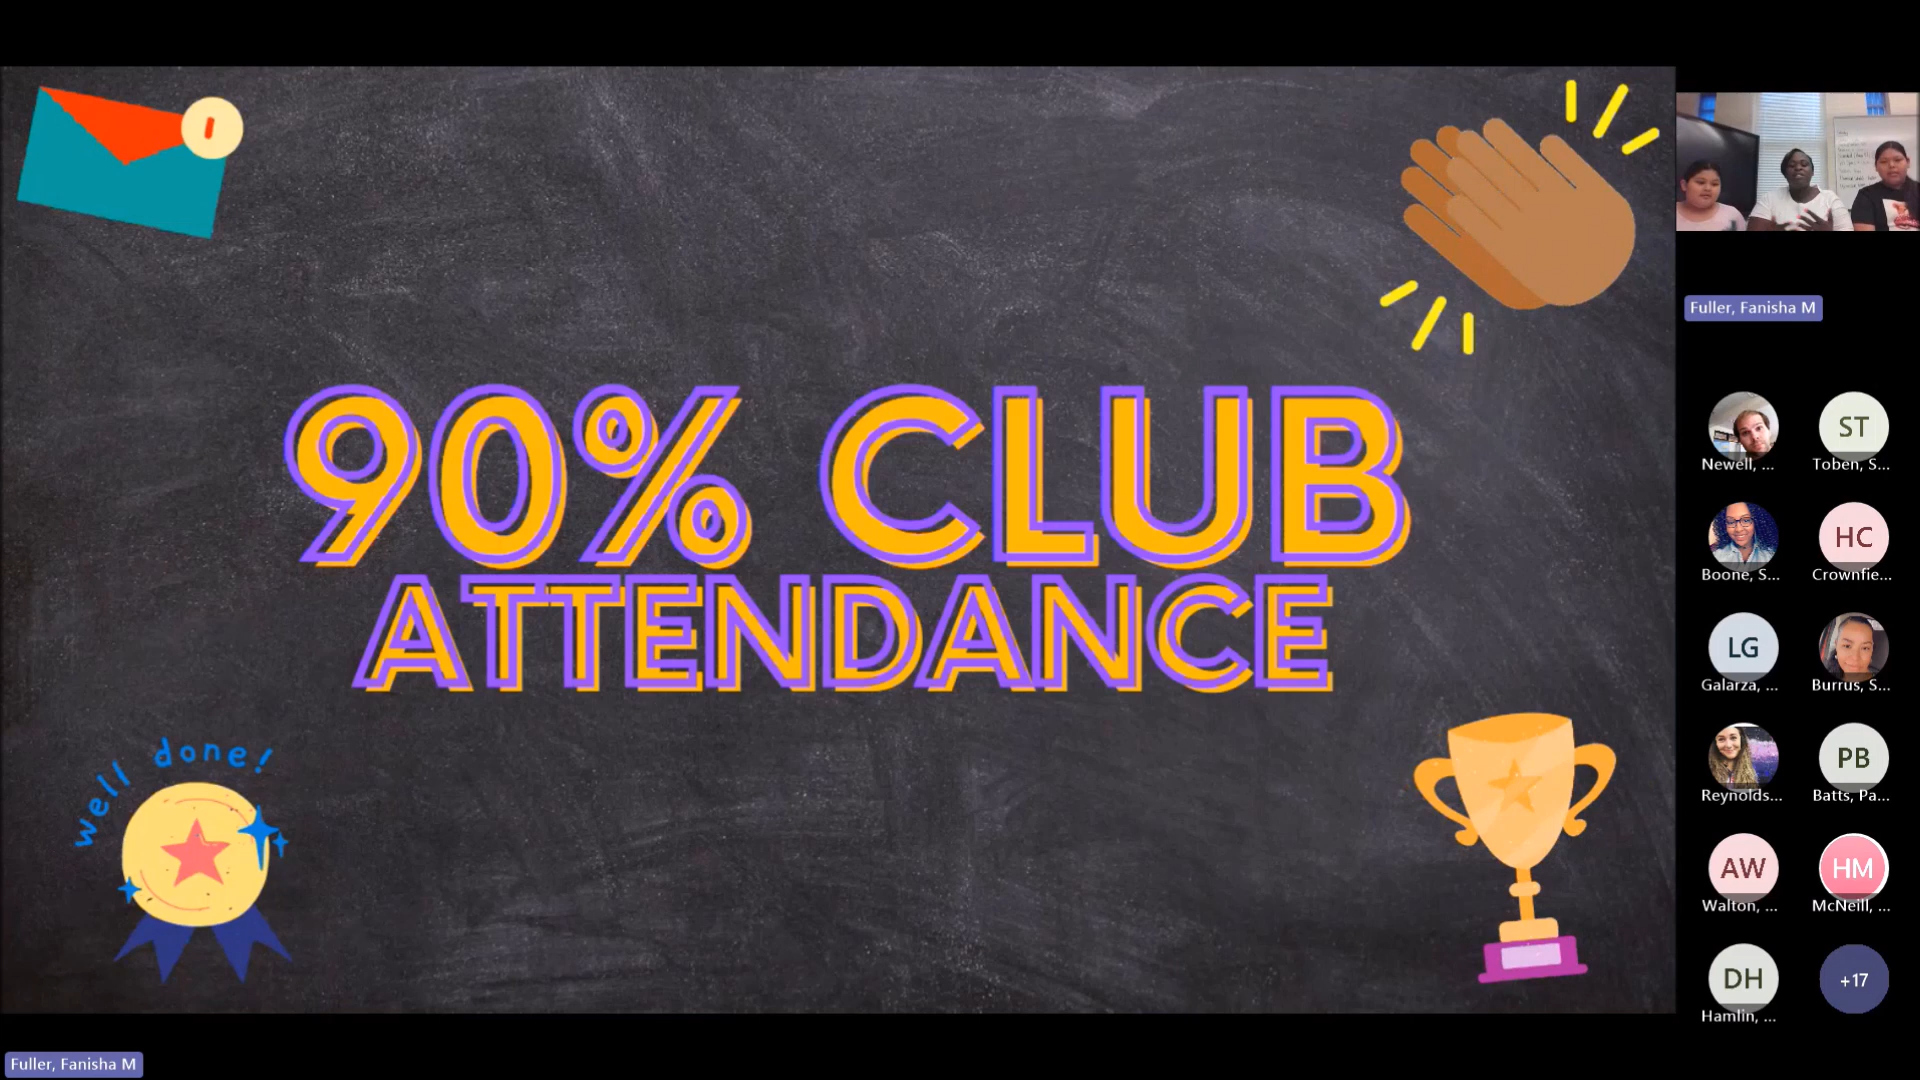 well done!
90% CLUB
ATTENDANCE
Fuller, Fanisha M
Newell, ...
ST
Toben, S...
Boone, S...
HC
Crownfie...
LG
Galarza, ...
Burrus, S...
Reynolds...
PB
Batts, Pa...
AW
Walton, ...
HM
McNeill, ...
DH
Hamlin, ...
+17
Fuller, Fanisha M